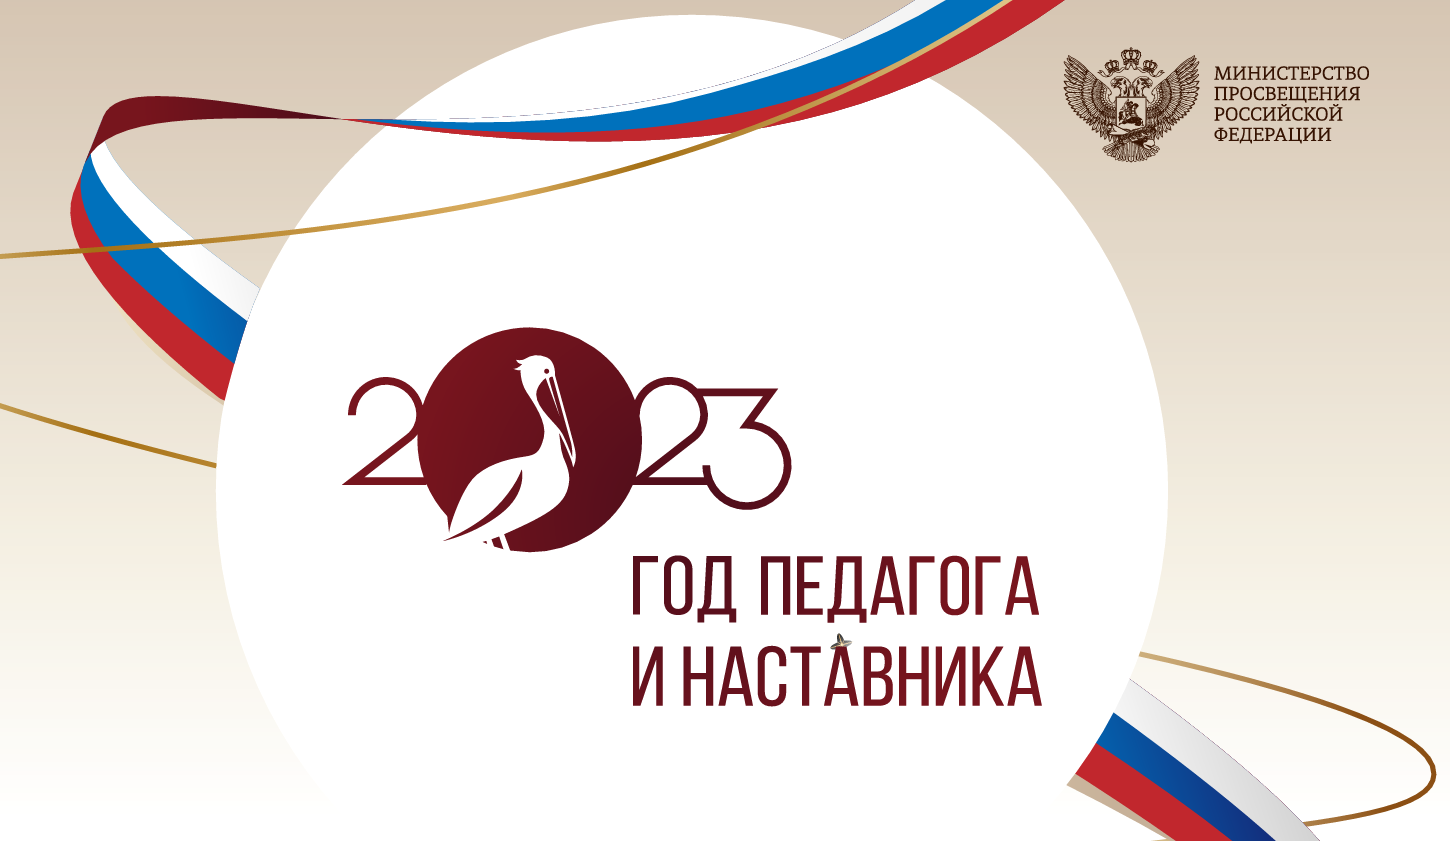 МИНИСТЕРСТВО
ПРОСВЕЩЕНИЯ
РОССИЙСКОЙ
ФЕДЕРАЦИИ
2023
ГОД ПЕДАГОГА
И НАСТАВНИКА